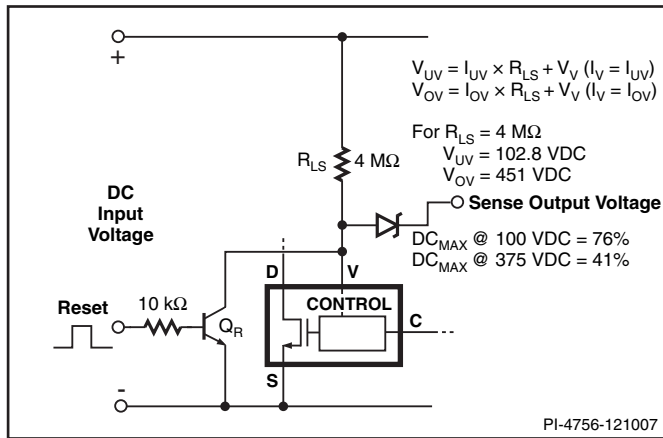 +
V_UV = I_UV × R_LS + V_V (I_V = I_UV)
V_OV = I_OV × R_LS + V_V (I_V = I_OV)
For R_LS = 4 MΩ
V_UV = 102.8 VDC
V_OV = 451 VDC
R_LS 4 MΩ
DC
Input
Voltage
Sense Output Voltage
DC_MAX @ 100 VDC = 76%
DC_MAX @ 375 VDC = 41%
D V
CONTROL
C
Reset
10 kΩ
Q_R
S
-
PI-4756-121007